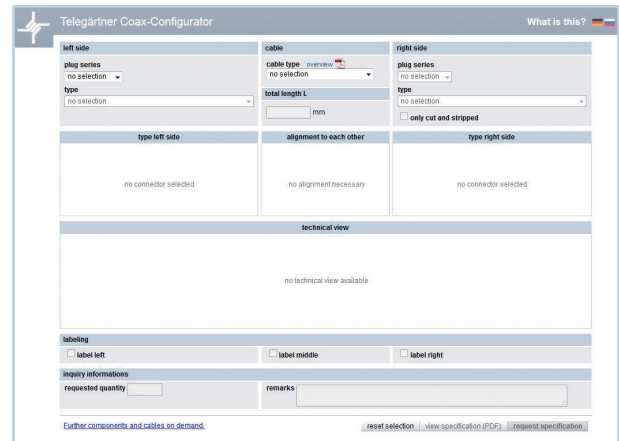 Telegärtner Coax-Configurator
What is this?
left side
cable
right side
plug series
no selection
type
no selection
cable type overview
no selection
total length L
mm
plug series
no selection
type
no selection
only cut and stripped
type left side
alignment to each other
type right side
no connector selected
no alignment necessary
no connector selected
technical view
no technical view available
labeling
label left
label middle
label right
inquiry informations
requested quantity
remarks
Further components and cables on demand.
reset selection
view specification (PDF)
request specification